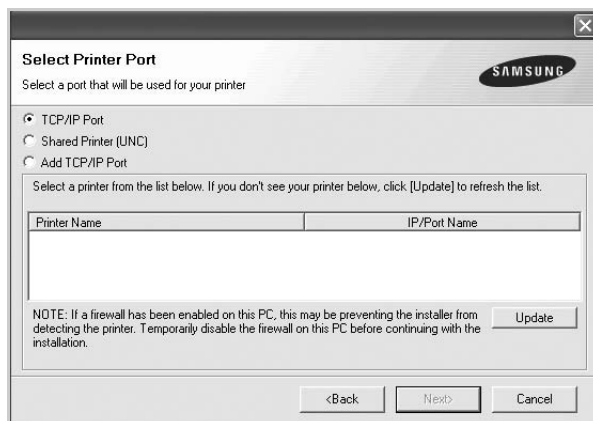 Select Printer Port
Select a port that will be used for your printer
SAMSUNG
TCP/IP Port
Shared Printer (UNC)
Add TCP/IP Port
Select a printer from the list below. If you don't see your printer below, click [Update] to refresh the list.
Printer Name IP/Port Name
NOTE: If a firewall has been enabled on this PC, this may be preventing the installer from
detecting the printer. Temporarily disable the firewall on this PC before continuing with the
installation.
Update
<Back Next> Cancel